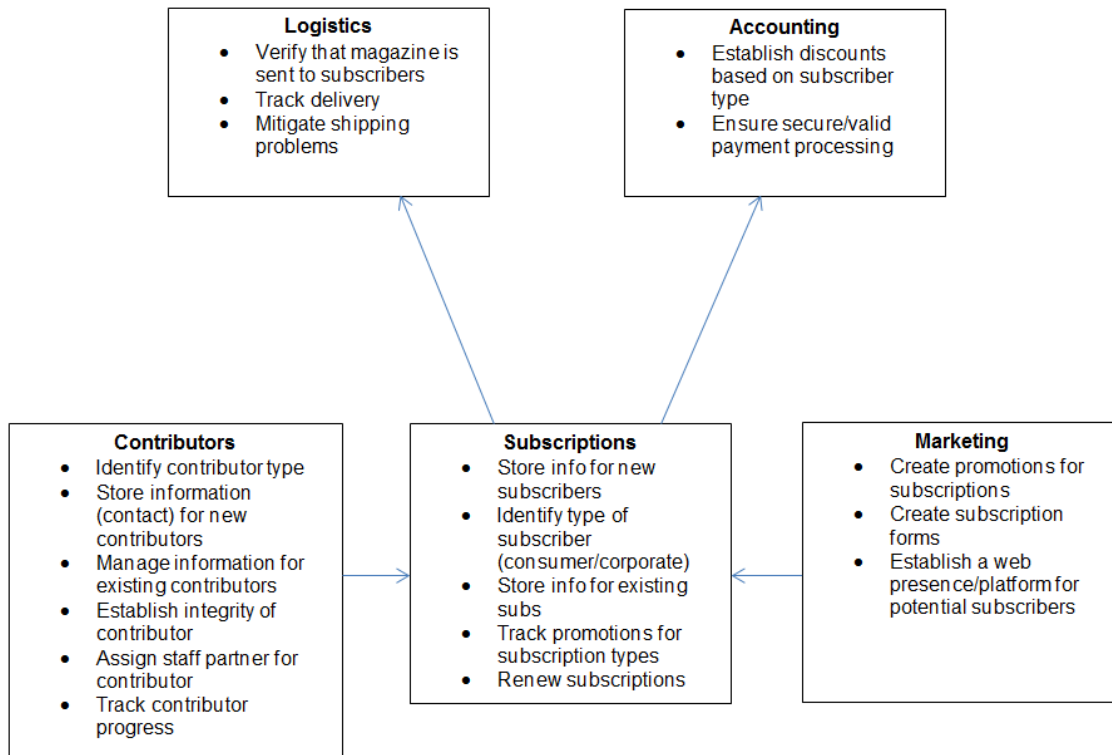 Logistics
• Verify that magazine is
sent to subscribers
• Track delivery
• Mitigate shipping
problems
Accounting
• Establish discounts
based on subscriber
type
• Ensure secure/valid
payment processing
Contributors
• Identify contributor type
• Store information
(contact) for new
contributors
• Manage information for
existing contributors
• Establish integrity of
contributor
• Assign staff partner for
contributor
• Track contributor
progress
Subscriptions
• Store info for new
subscribers
• Identify type of
subscriber
(consumer/corporate)
• Store info for existing
subs
• Track promotions for
subscription types
• Renew subscriptions
Marketing
• Create promotions for
subscriptions
• Create subscription
forms
• Establish a web
presence/platform for
potential subscribers